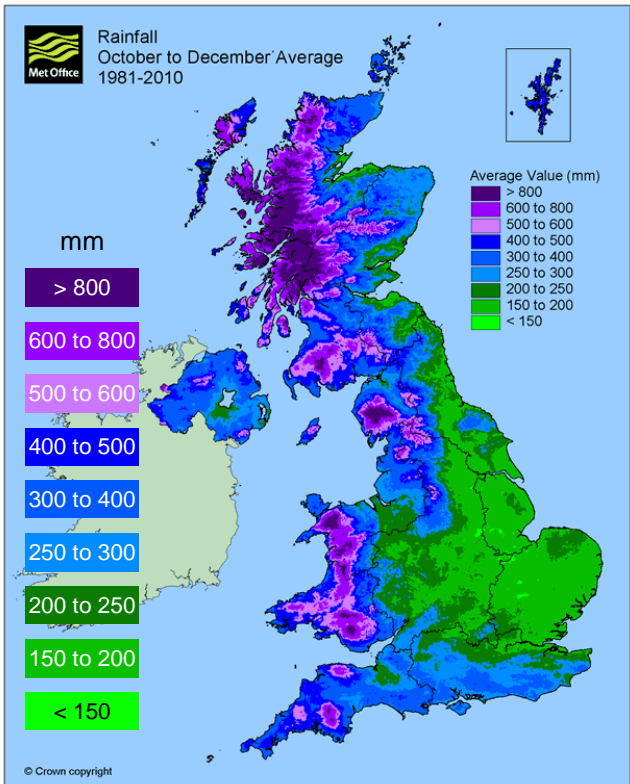 Met Office
Rainfall
October to December Average
1981-2010
Average Value (mm)
> 800
600 to 800
500 to 600
400 to 500
300 to 400
250 to 300
200 to 250
150 to 200
< 150
mm
> 800
600 to 800
500 to 600
400 to 500
300 to 400
250 to 300
200 to 250
150 to 200
< 150
© Crown copyright